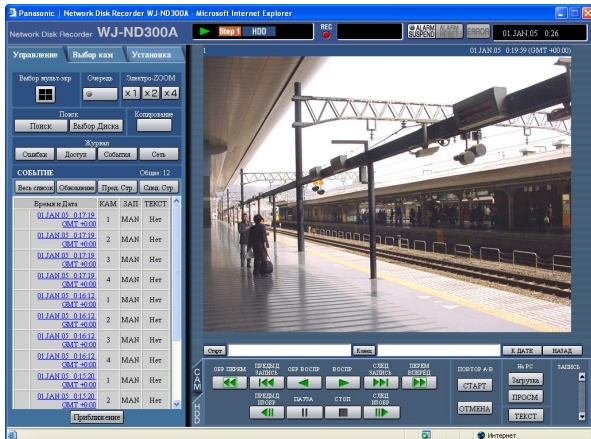 Panasonic | Network Disk Recorder WJ-ND300A - Microsoft Internet Explorer
Network Disk Recorder WJ-ND300A
Step 1 HDD
REC
ALARM SUSPEND
ALARM RESET
ERROR
01.JAN.05 0:26
Управление Выбор кам Установка
1 01.JAN.05 0:19:59 (GMT +00:00)
Выбор мульт-экр Очередь Электро-ZOOM
x1 x2 x4
Поиск Копирование
Поиск Выбор Диска
Журнал
Ошибки Доступ События Сеть
СОБЫТИЕ Общее: 12
Весь список Обновление Пред. Стр. След. Стр.
Время и Дата КАМ ЗАП ТЕКСТ
01.JAN.05 0:17:19 GMT +0:00 1 MAN Нет
01.JAN.05 0:17:19 GMT +0:00 2 MAN Нет
01.JAN.05 0:17:19 GMT +0:00 3 MAN Нет
01.JAN.05 0:17:19 GMT +0:00 4 MAN Нет
01.JAN.05 0:16:12 GMT +0:00 1 MAN Нет
01.JAN.05 0:16:12 GMT +0:00 2 MAN Нет
01.JAN.05 0:16:12 GMT +0:00 3 MAN Нет
01.JAN.05 0:16:12 GMT +0:00 4 MAN Нет
01.JAN.05 0:15:20 GMT +0:00 1 MAN Нет
01.JAN.05 0:15:20 GMT +0:00 2 MAN Нет
Приближение
Старт Конец К ДАТЕ НАЗАД
CAM
HDD
ОБР ПЕРЕМ ПРЕДЫД ЗАПИСЬ ОБР ВОСПР ВОСПР СЛЕД ЗАПИСЬ ПЕРЕМ ВПЕРЁД
ПРЕДЫД ИЗОБР ПАУЗА СТОП СЛЕД ИЗОБР
ПОВТОР A-B
СТАРТ
ОТМЕНА
На PC
Загрузка
ПРОСМ
ТЕКСТ
ЗАПИСЬ
Интернет